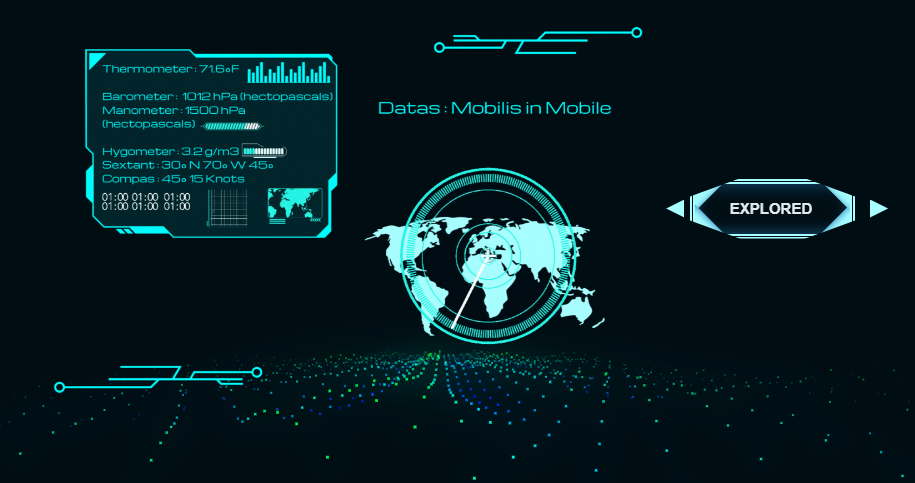 Thermometer : 71.6°F
Barometer : 1012 hPa (hectopascals)
Manometer : 1500 hPa
(hectopascals)
Hygometer : 3.2 g/m3
Sextant : 30° N 70° W 45°
Compas : 45° 15 Knots
01:00 01:00 01:00
01:00 01:00 01:00
Datas : Mobilis in Mobile
EXPLORED